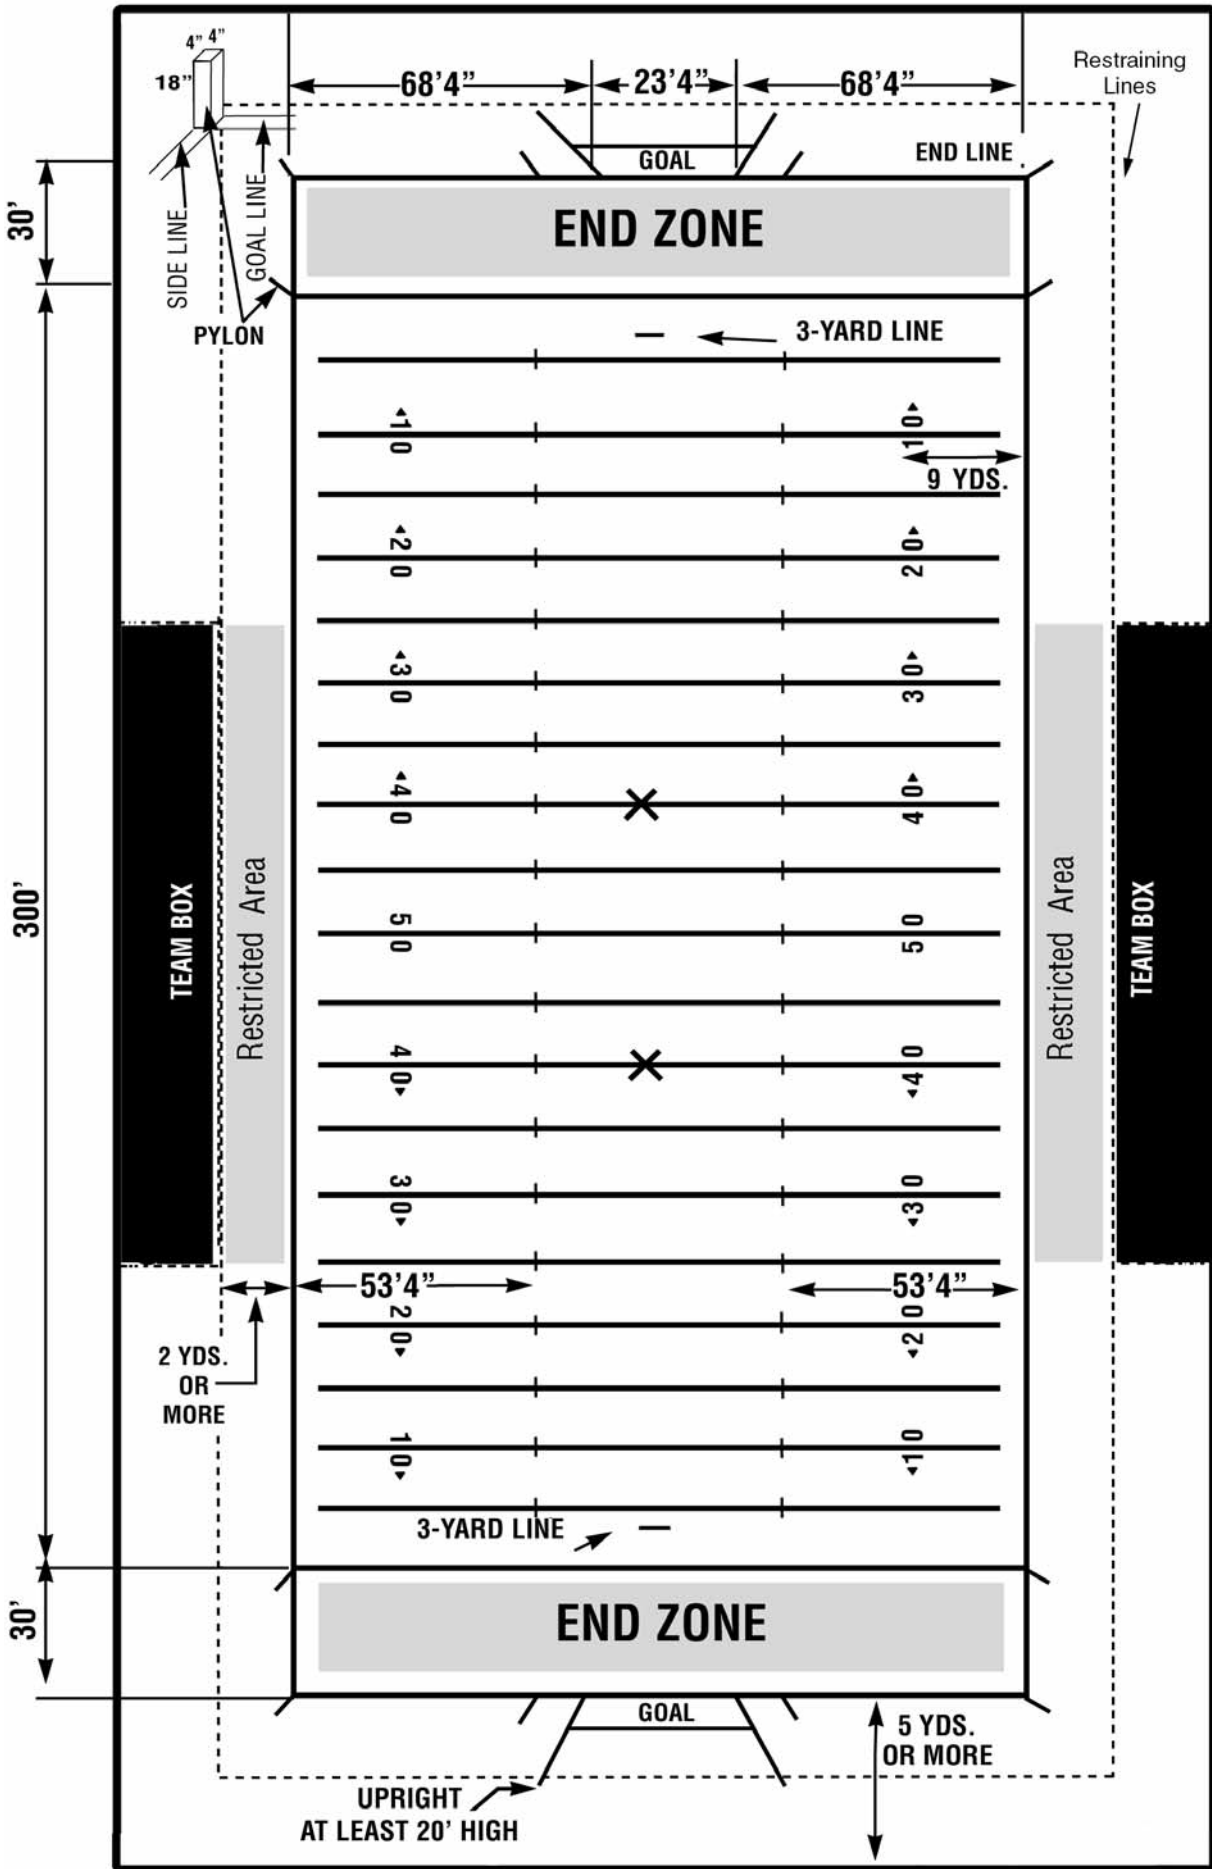 4” 4”
18”
68’4” 23’4” 68’4”
Restraining
Lines
GOAL
END LINE
30’
SIDE LINE
GOAL LINE
END ZONE
PYLON
3-YARD LINE
10 10
9 YDS.
20 20
30 30
40 40
300’
TEAM BOX
Restricted Area
50 50
Restricted Area
TEAM BOX
40 40
30 30
53’4” 53’4”
20 20
2 YDS.
OR
MORE
10 10
3-YARD LINE
30’
END ZONE
GOAL
5 YDS.
OR MORE
UPRIGHT
AT LEAST 20’ HIGH